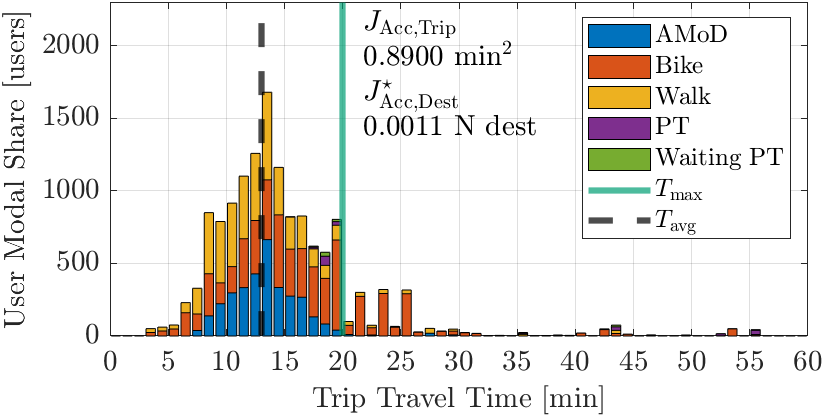 User Modal Share [users]
2000
1500
1000
500
0
J_Acc,Trip
0.8900 min²
J⋆_Acc,Dest
0.0011 N dest
AMoD
Bike
Walk
PT
Waiting PT
T_max
T_avg
0 5 10 15 20 25 30 35 40 45 50 55 60
Trip Travel Time [min]